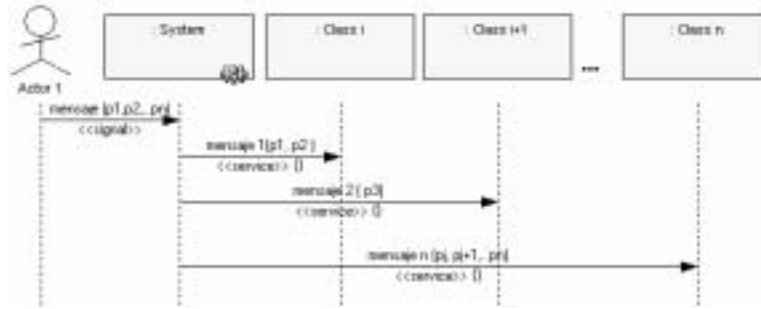 : System
: Class i
: Class i+1
: Class n
...
Actor 1
mensaje (p1,p2,..pn)
<<signal>>
mensaje 1(p1, p2 )
<<service>> ()
mensaje 2 ( p3)
<<service>> ()
mensaje n (pj, pj+1,..pn)
<<service>> ()